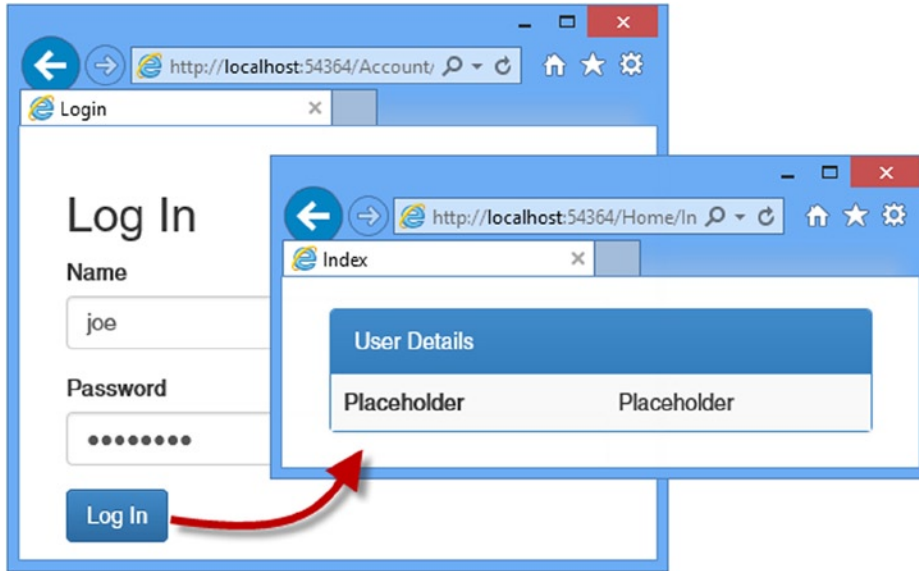 http://localhost:54364/Account/
Login
Log In
Name
joe
Password
•••••••••
Log In
http://localhost:54364/Home/In
Index
User Details
Placeholder Placeholder